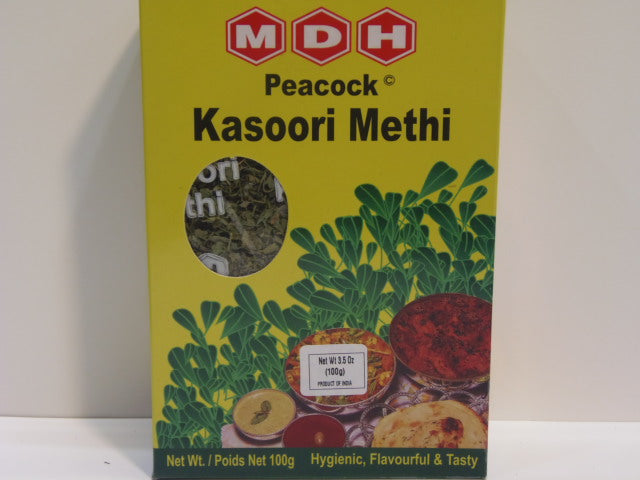 MDH
Peacock ©
Kasoori Methi
ori
thi
Net Wt 3.5 Oz
(100g)
PRODUCT OF INDIA
Net Wt. / Poids Net 100g Hygienic, Flavourful & Tasty